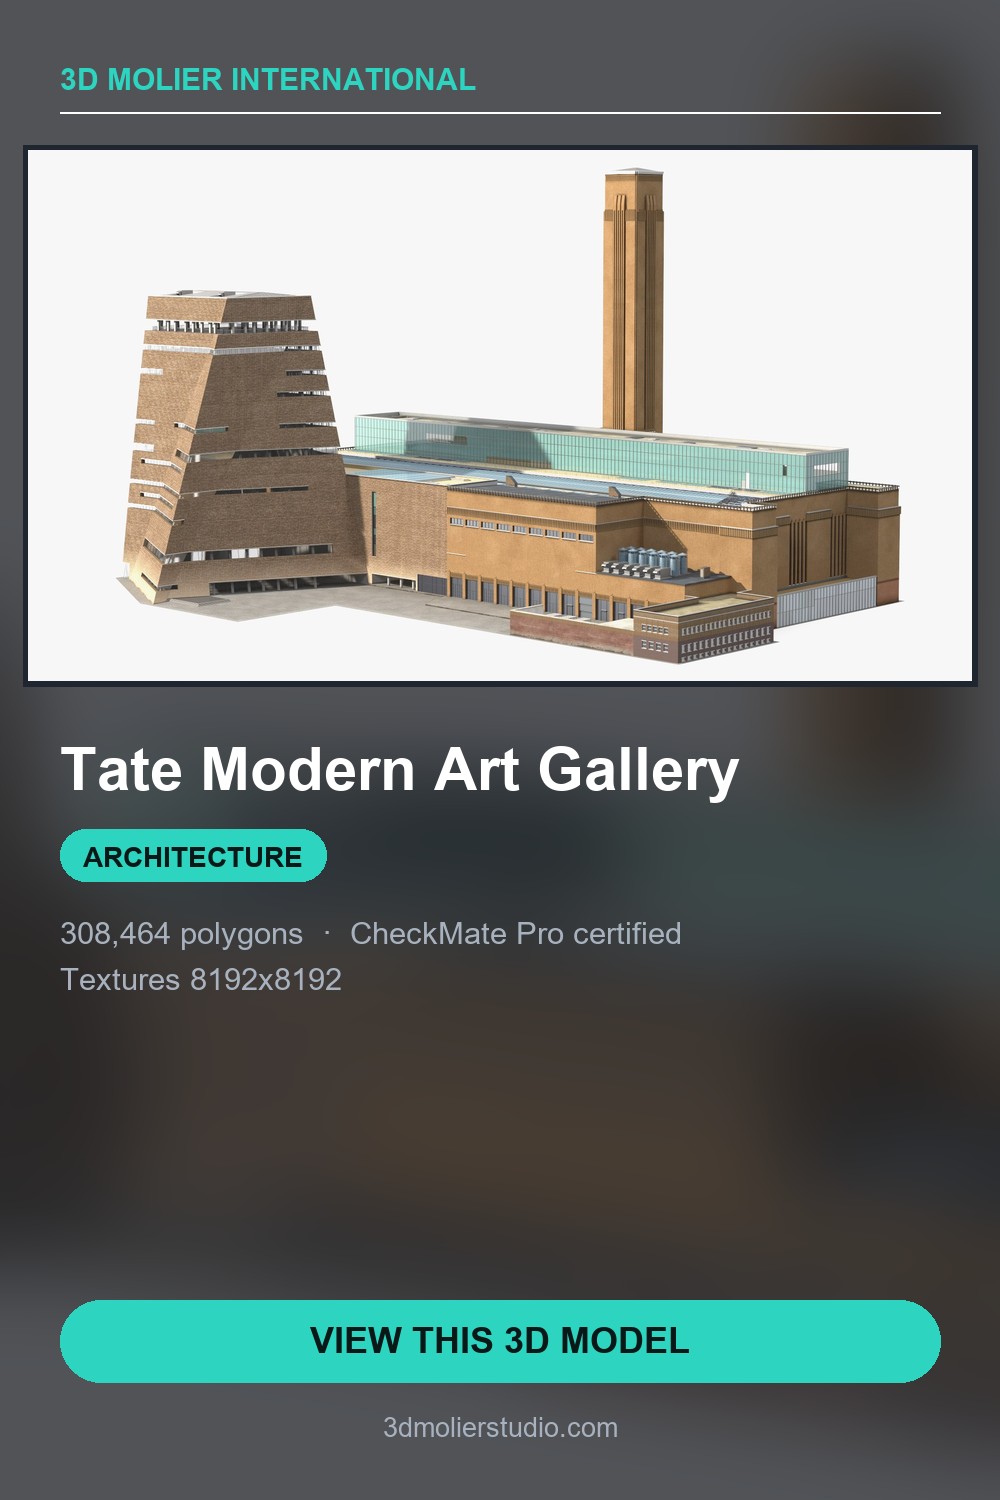 3D MOLIER INTERNATIONAL
Tate Modern Art Gallery
ARCHITECTURE
308,464 polygons · CheckMate Pro certified
Textures 8192x8192
VIEW THIS 3D MODEL
3dmolierstudio.com